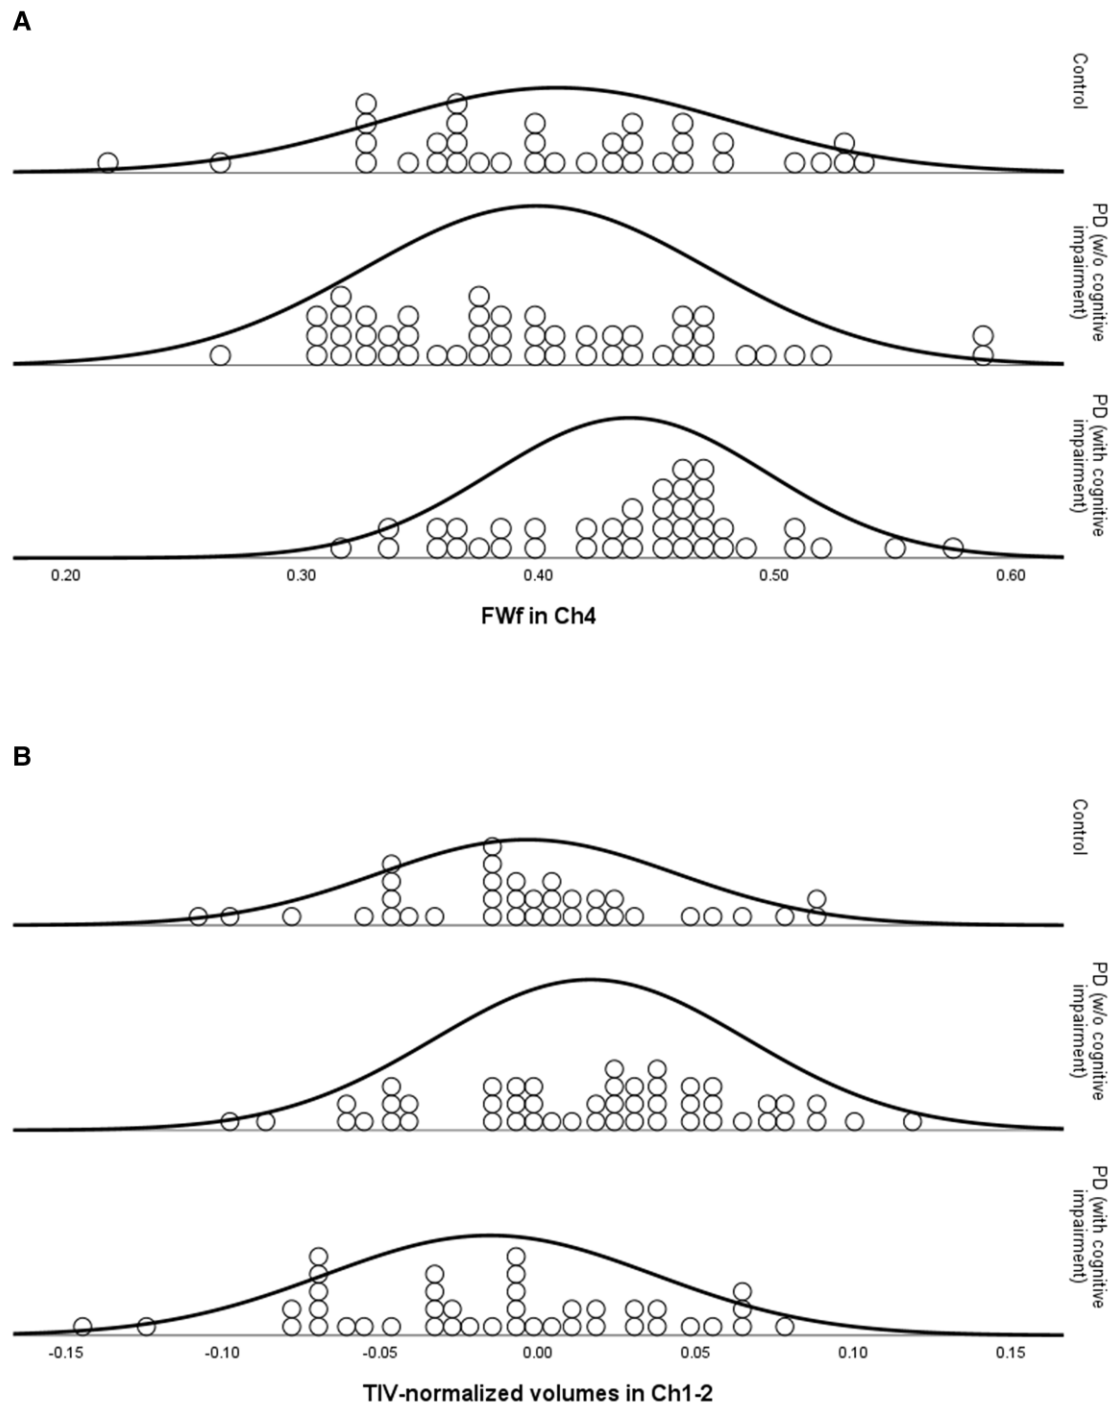 A
Control
PD (w/o cognitive
impairment)
PD (with cognitive
impairment)
0.20 0.30 0.40 0.50 0.60
FWf in Ch4
B
Control
PD (w/o cognitive
impairment)
PD (with cognitive
impairment)
-0.15 -0.10 -0.05 0.00 0.05 0.10 0.15
TIV-normalized volumes in Ch1-2